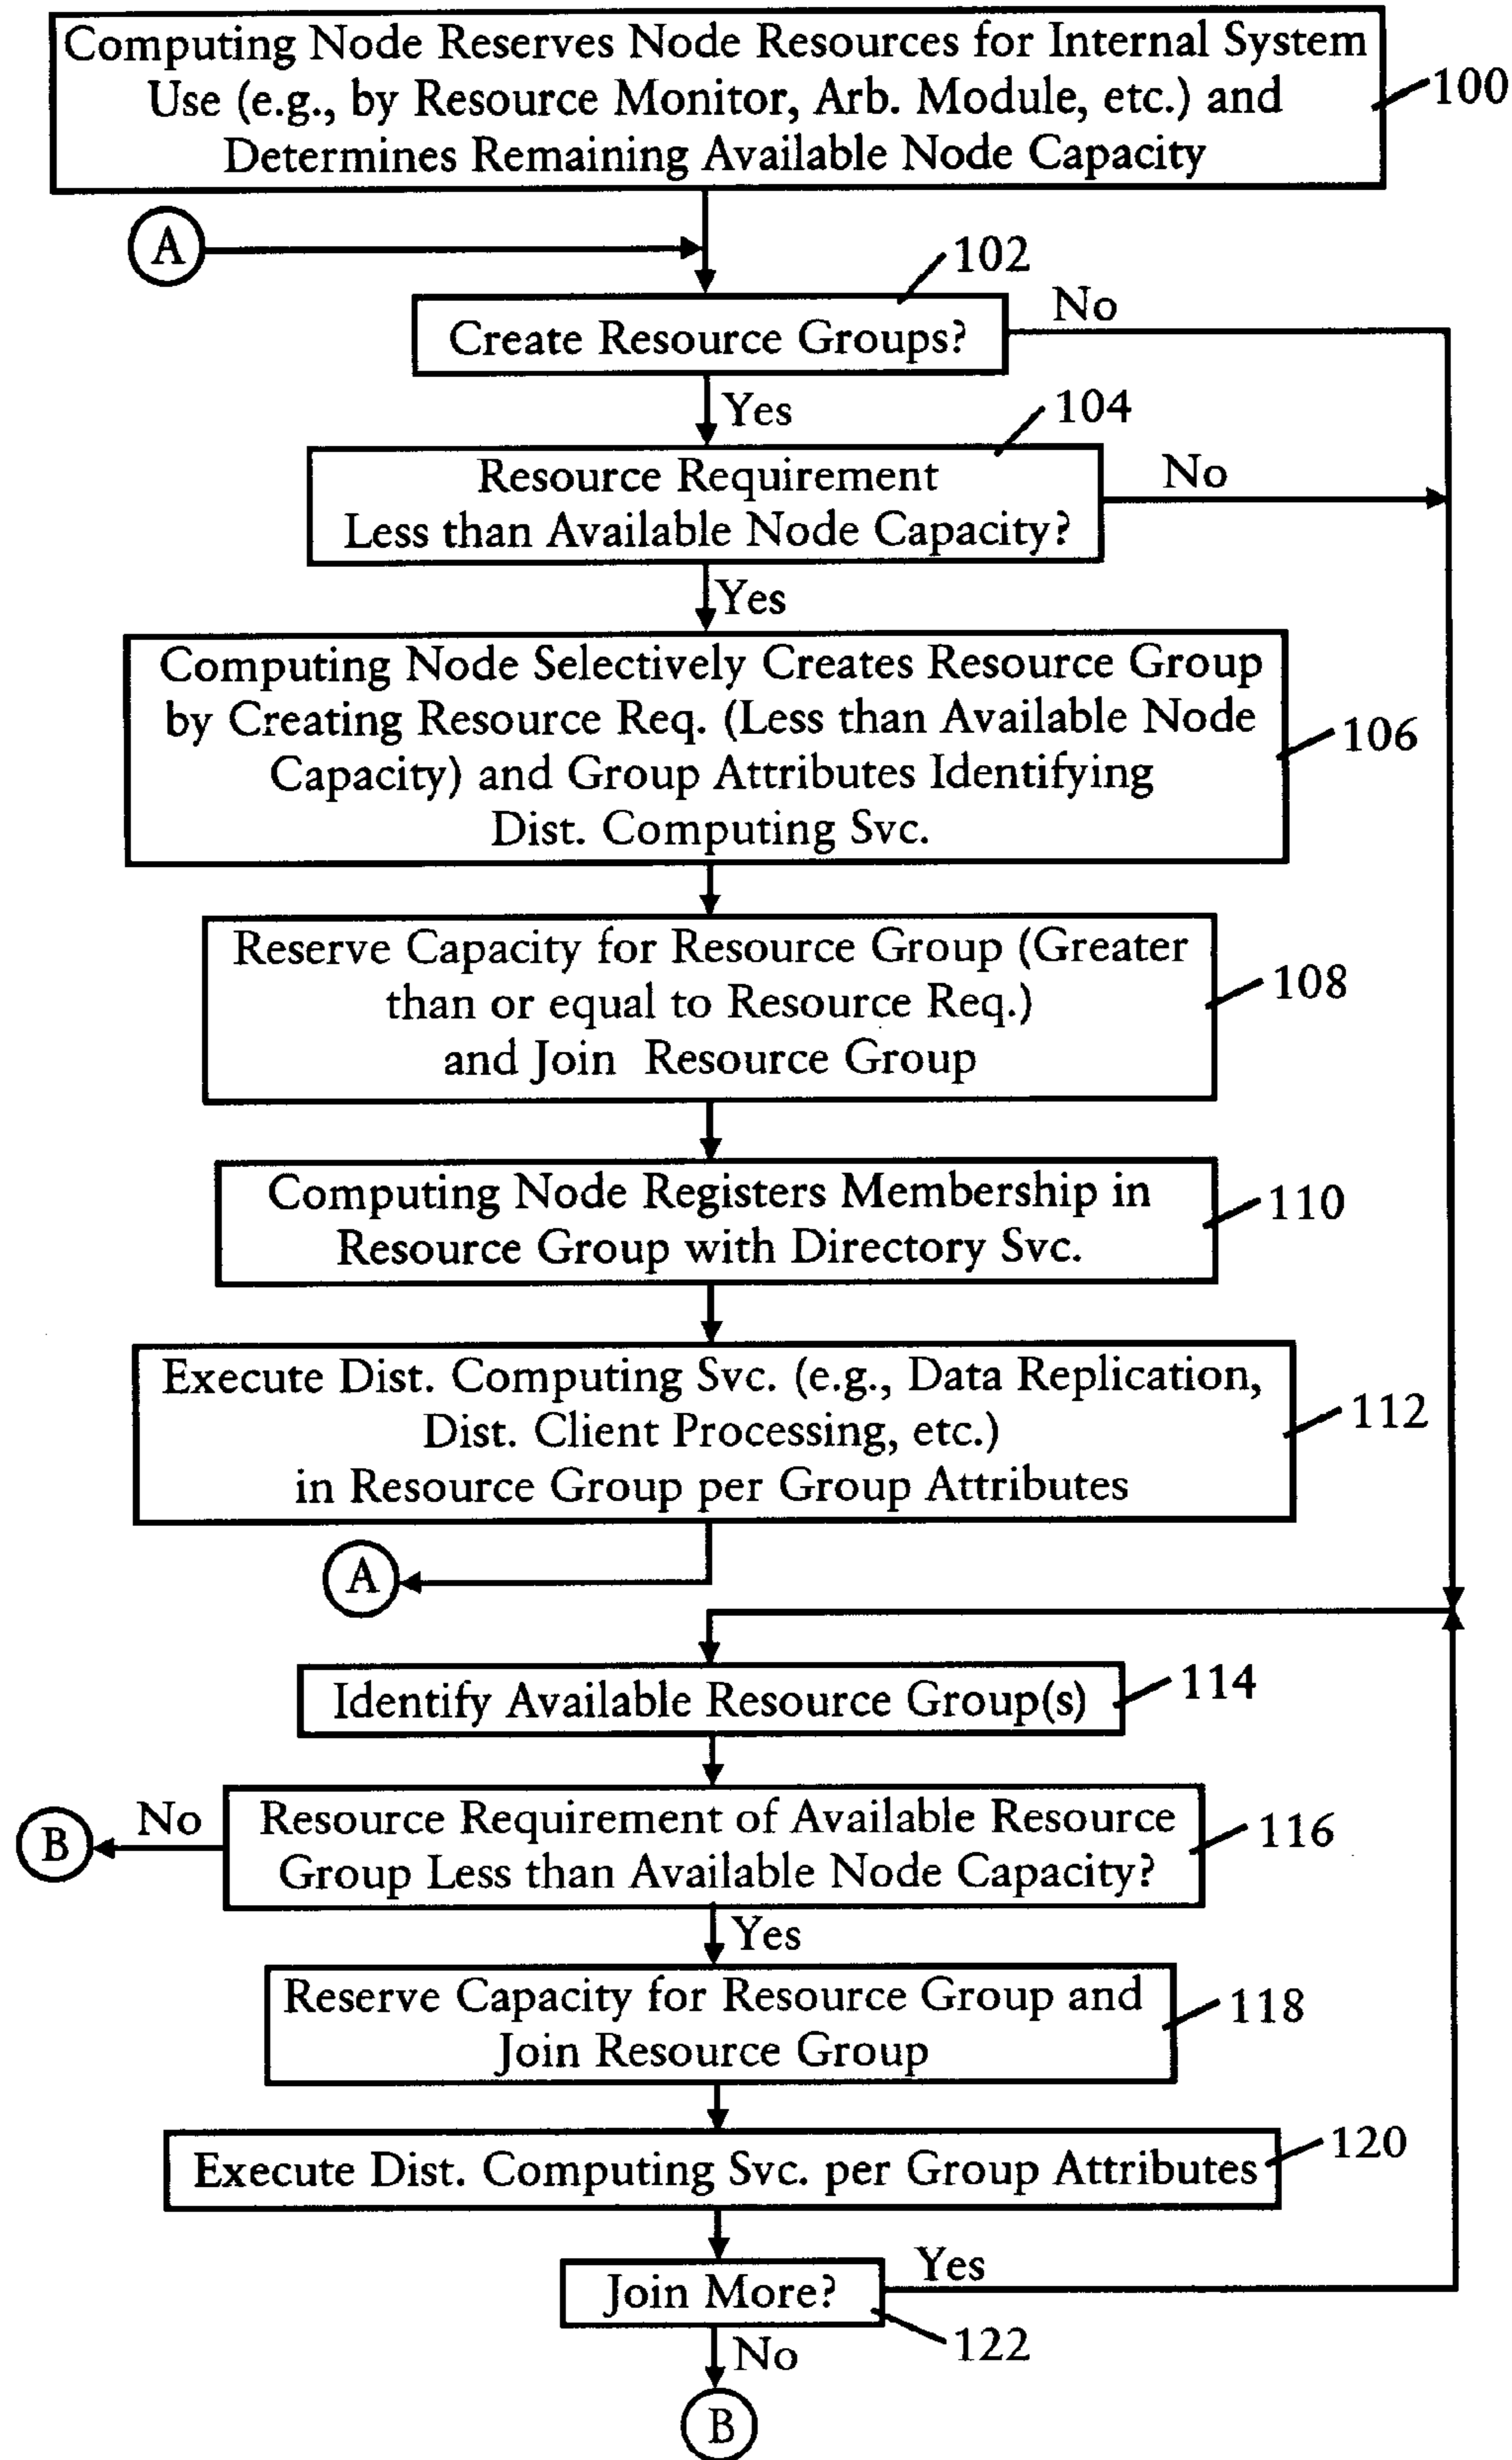 Computing Node Reserves Node Resources for Internal System
Use (e.g., by Resource Monitor, Arb. Module, etc.) and
Determines Remaining Available Node Capacity
100
A
102
Create Resource Groups?
No
Yes
104
Resource Requirement
Less than Available Node Capacity?
No
Yes
Computing Node Selectively Creates Resource Group
by Creating Resource Req. (Less than Available Node
Capacity) and Group Attributes Identifying
Dist. Computing Svc.
106
Reserve Capacity for Resource Group (Greater
than or equal to Resource Req.)
and Join Resource Group
108
Computing Node Registers Membership in
Resource Group with Directory Svc.
110
Execute Dist. Computing Svc. (e.g., Data Replication,
Dist. Client Processing, etc.)
in Resource Group per Group Attributes
112
A
Identify Available Resource Group(s)
114
B
No
Resource Requirement of Available Resource
Group Less than Available Node Capacity?
116
Yes
Reserve Capacity for Resource Group and
Join Resource Group
118
Execute Dist. Computing Svc. per Group Attributes
120
Join More?
Yes
122
No
B